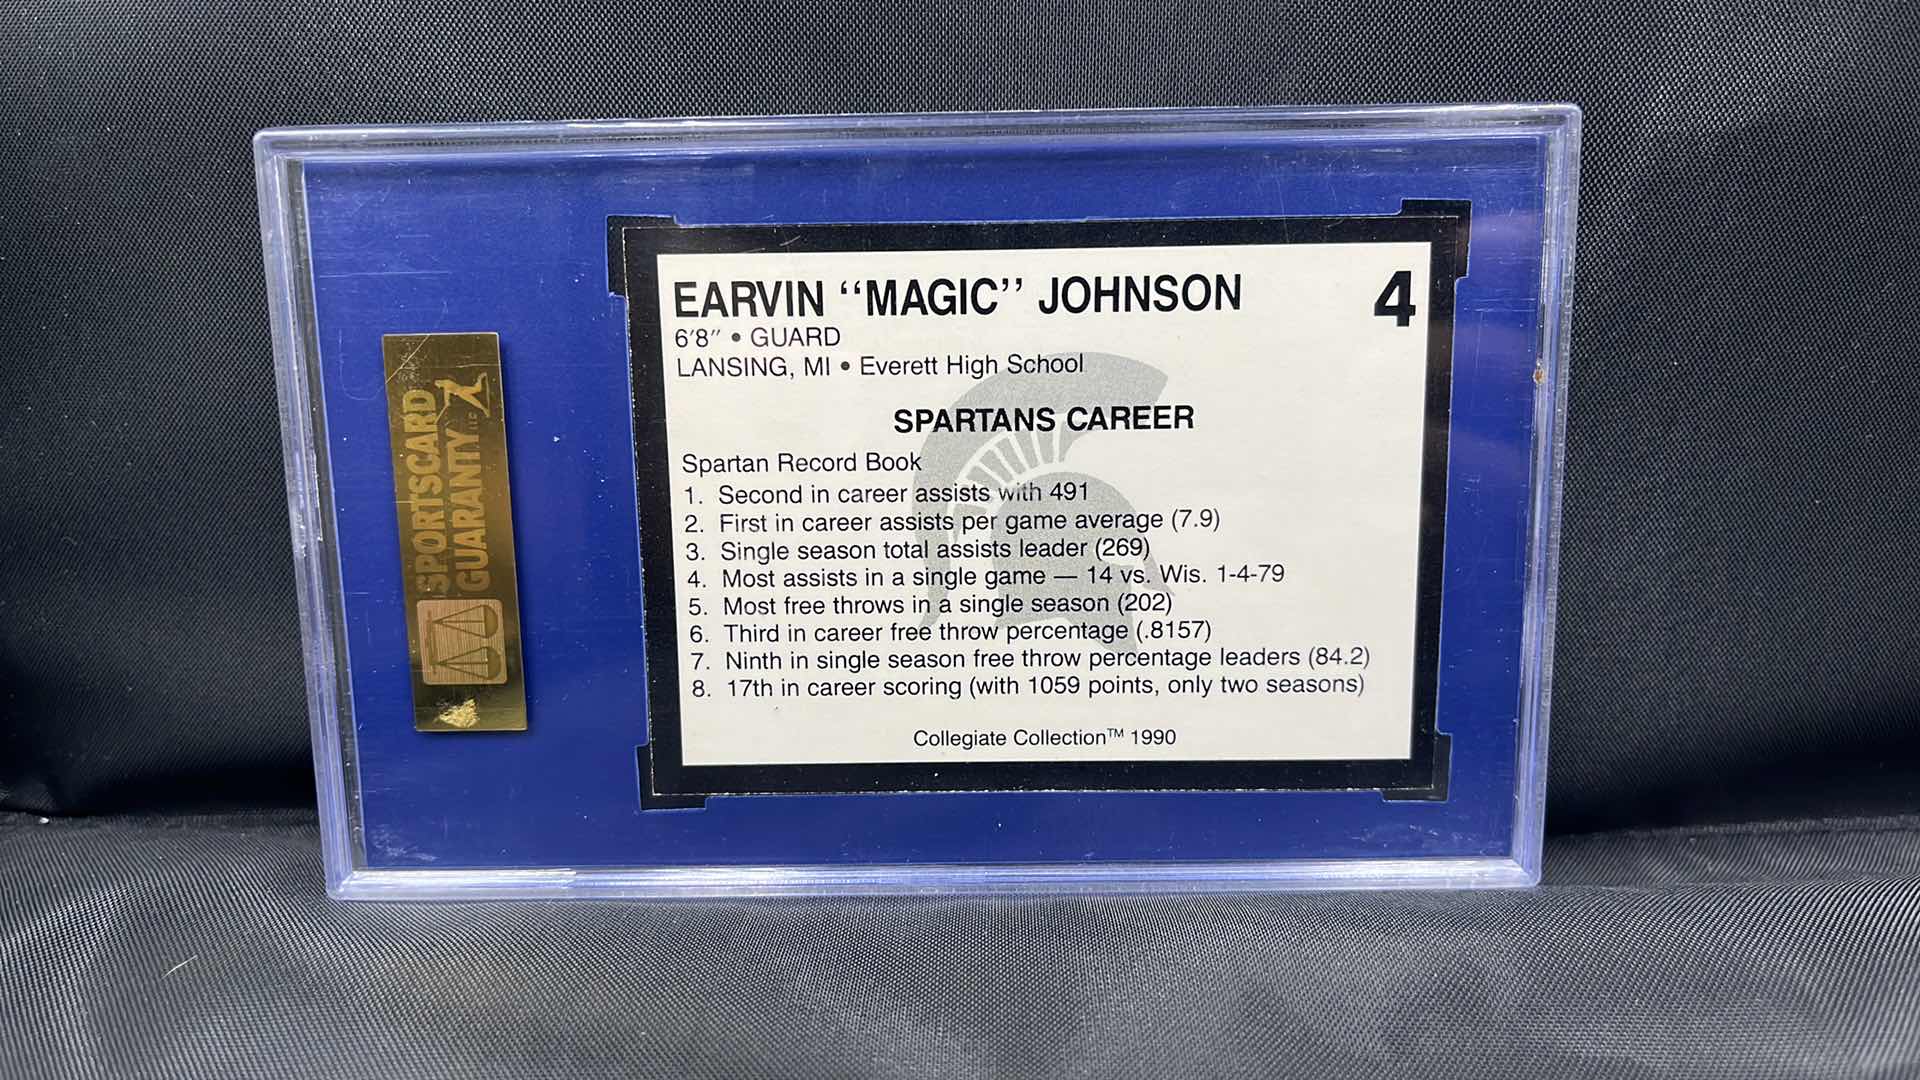 SPORTSCARD
GUARANTY LLC
EARVIN “MAGIC” JOHNSON
4
6′8″ • GUARD
LANSING, MI • Everett High School
SPARTANS CAREER
Spartan Record Book
1. Second in career assists with 491
2. First in career assists per game average (7.9)
3. Single season total assists leader (269)
4. Most assists in a single game — 14 vs. Wis. 1-4-79
5. Most free throws in a single season (202)
6. Third in career free throw percentage (.8157)
7. Ninth in single season free throw percentage leaders (84.2)
8. 17th in career scoring (with 1059 points, only two seasons)
Collegiate Collection™ 1990